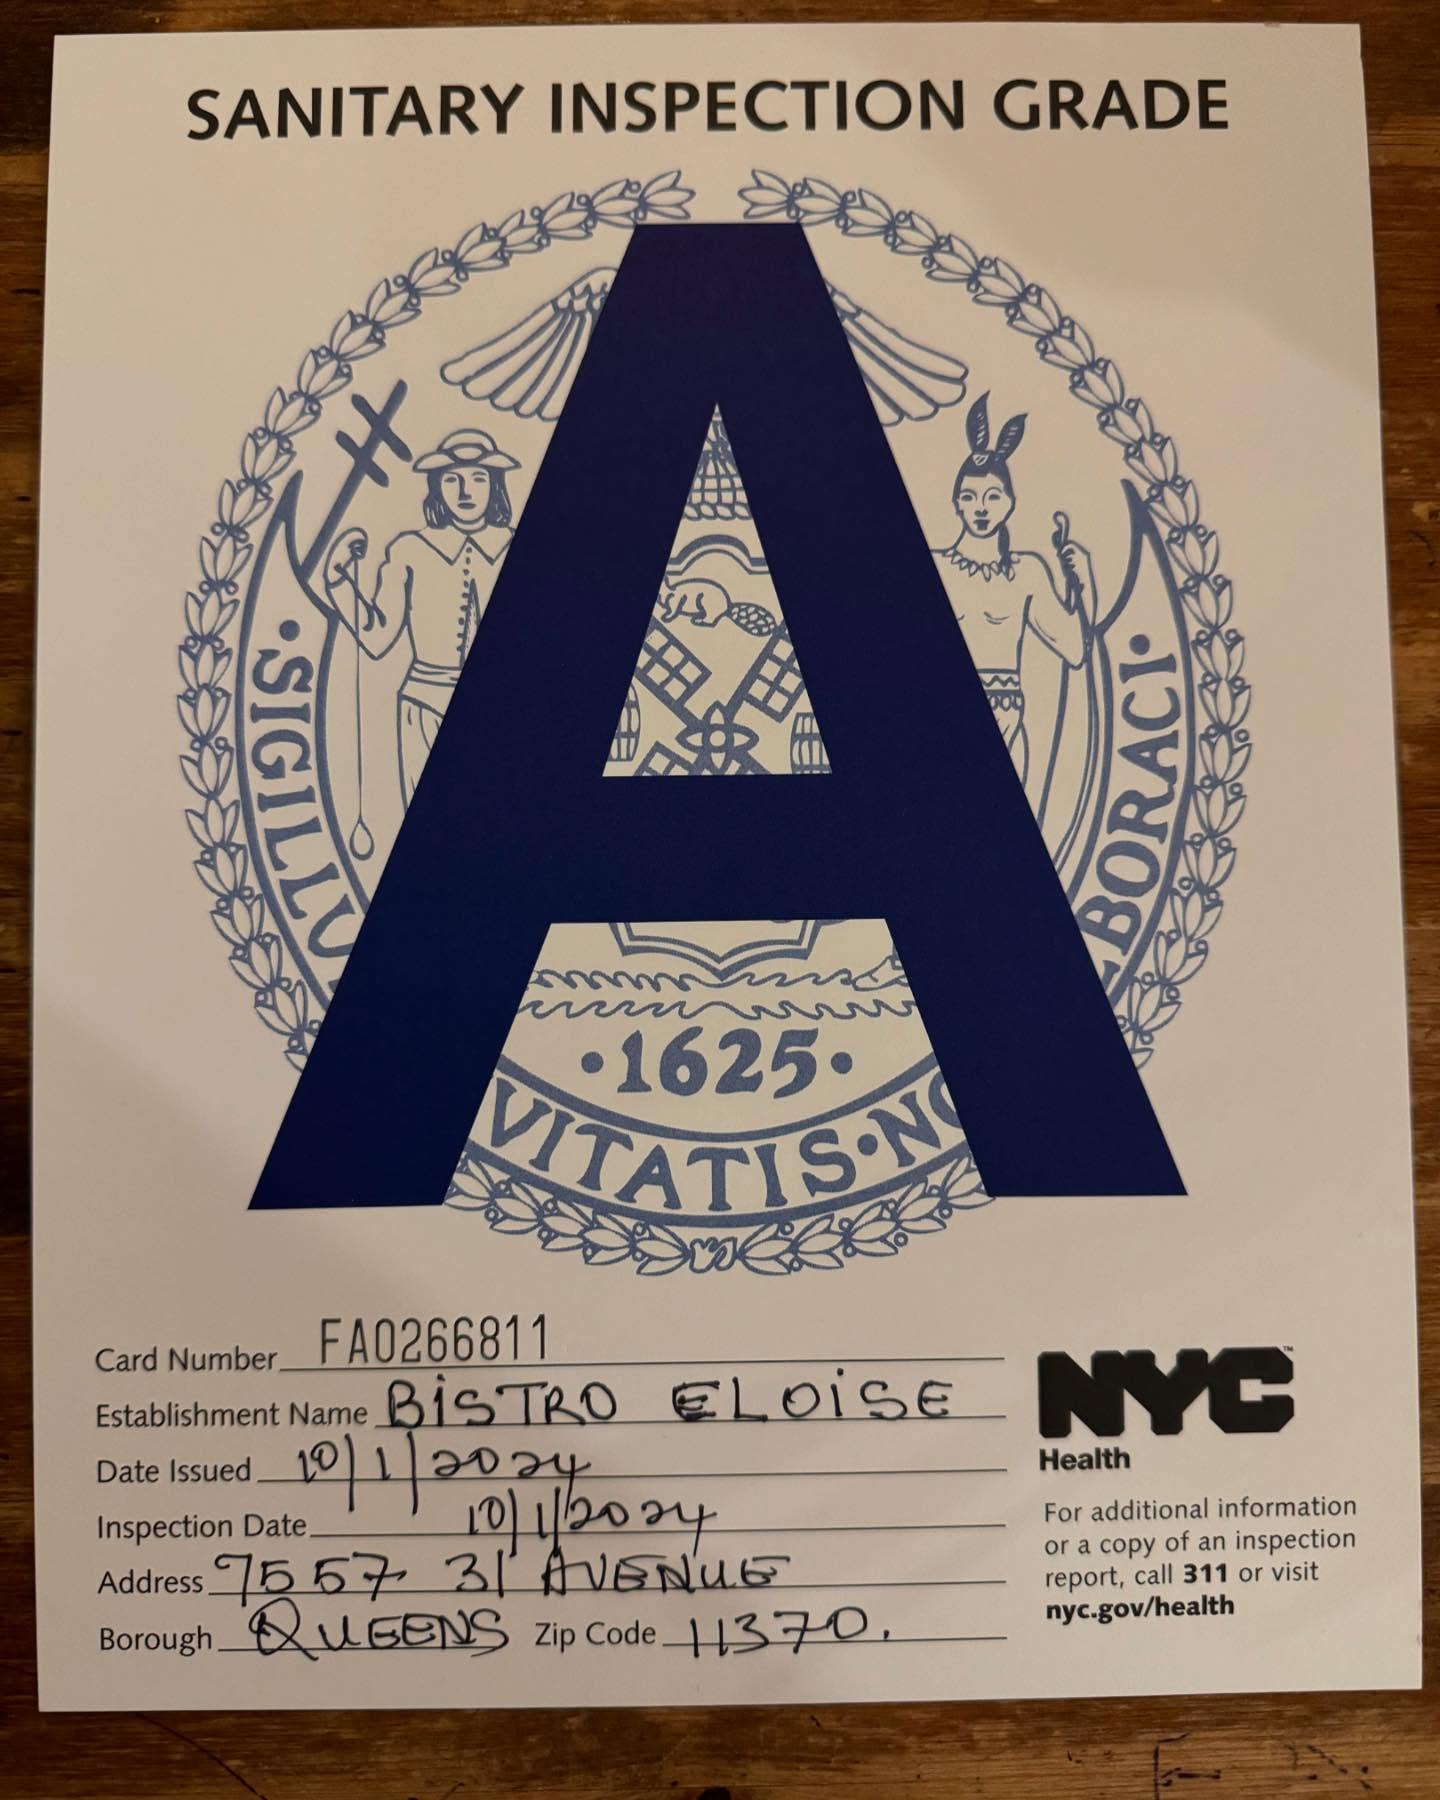 SANITARY INSPECTION GRADE
A
·SIGILLU
BORACI·
·1625·
VITATIS·NO
Card Number FA0266811
Establishment Name BISTRO ELOISE
Date Issued 10/1/2024
Inspection Date 10/1/2024
Address 7557 31 AVENUE
Borough QUEENS Zip Code 11370.
NYC™
Health
For additional information
or a copy of an inspection
report, call 311 or visit
nyc.gov/health